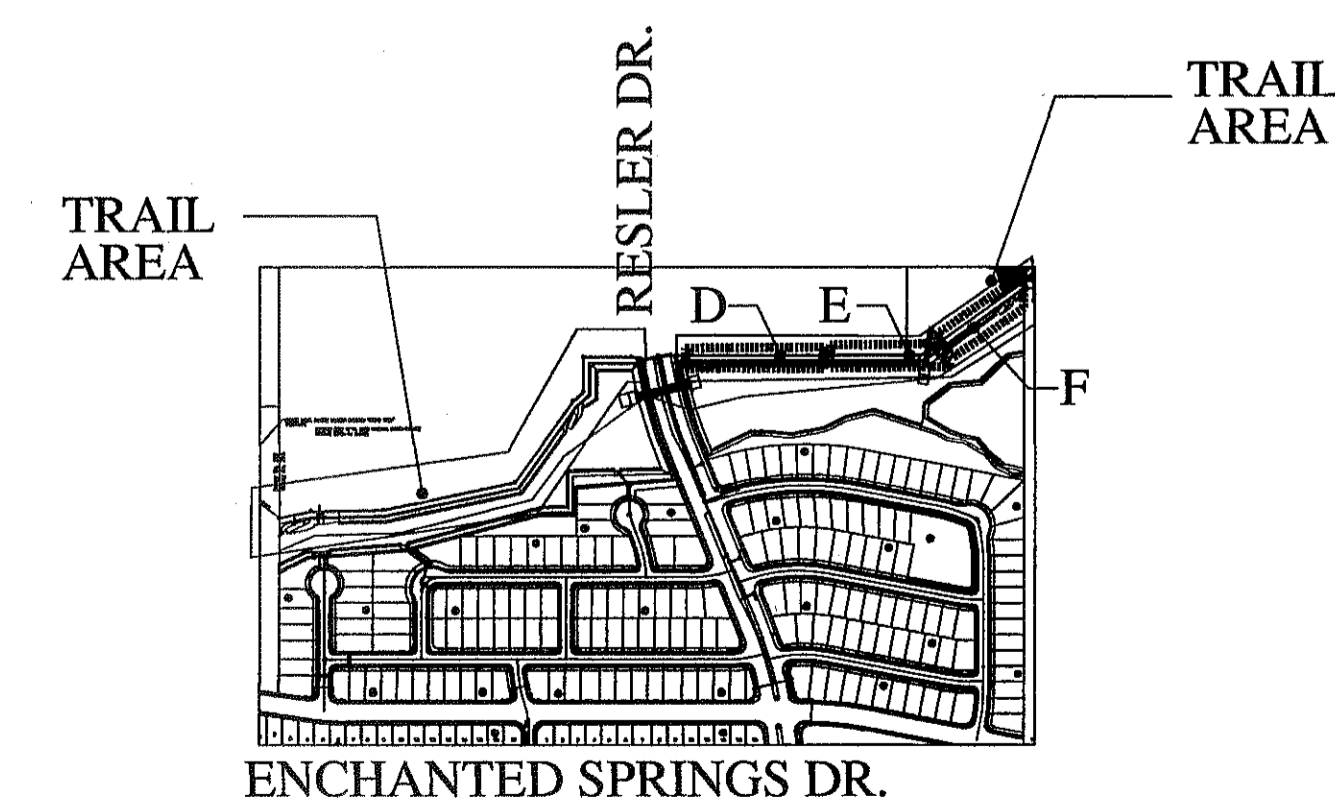 RESLER DR.
TRAIL
AREA
TRAIL
AREA
D
E
F
ENCHANTED SPRINGS DR.